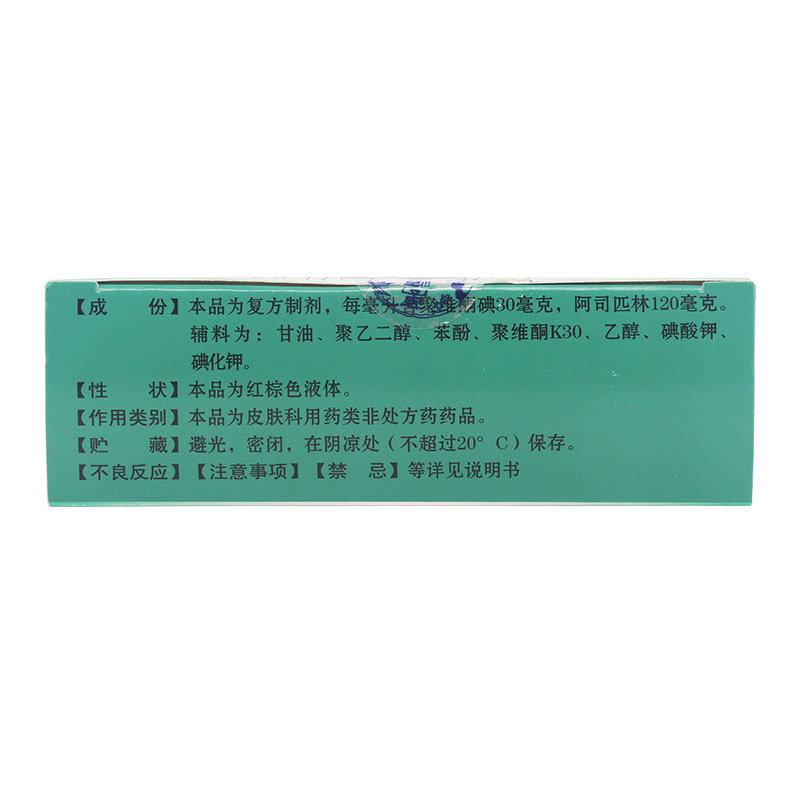 【成　份】本品为复方制剂，每毫升含聚维酮碘30毫克，阿司匹林120毫克。
辅料为：甘油、聚乙二醇、苯酚、聚维酮K30、乙醇、碘酸钾、
碘化钾。
【性　状】本品为红棕色液体。
【作用类别】本品为皮肤科用药类非处方药药品。
【贮　藏】避光，密闭，在阴凉处（不超过20°C）保存。
【不良反应】【注意事项】【禁　忌】等详见说明书